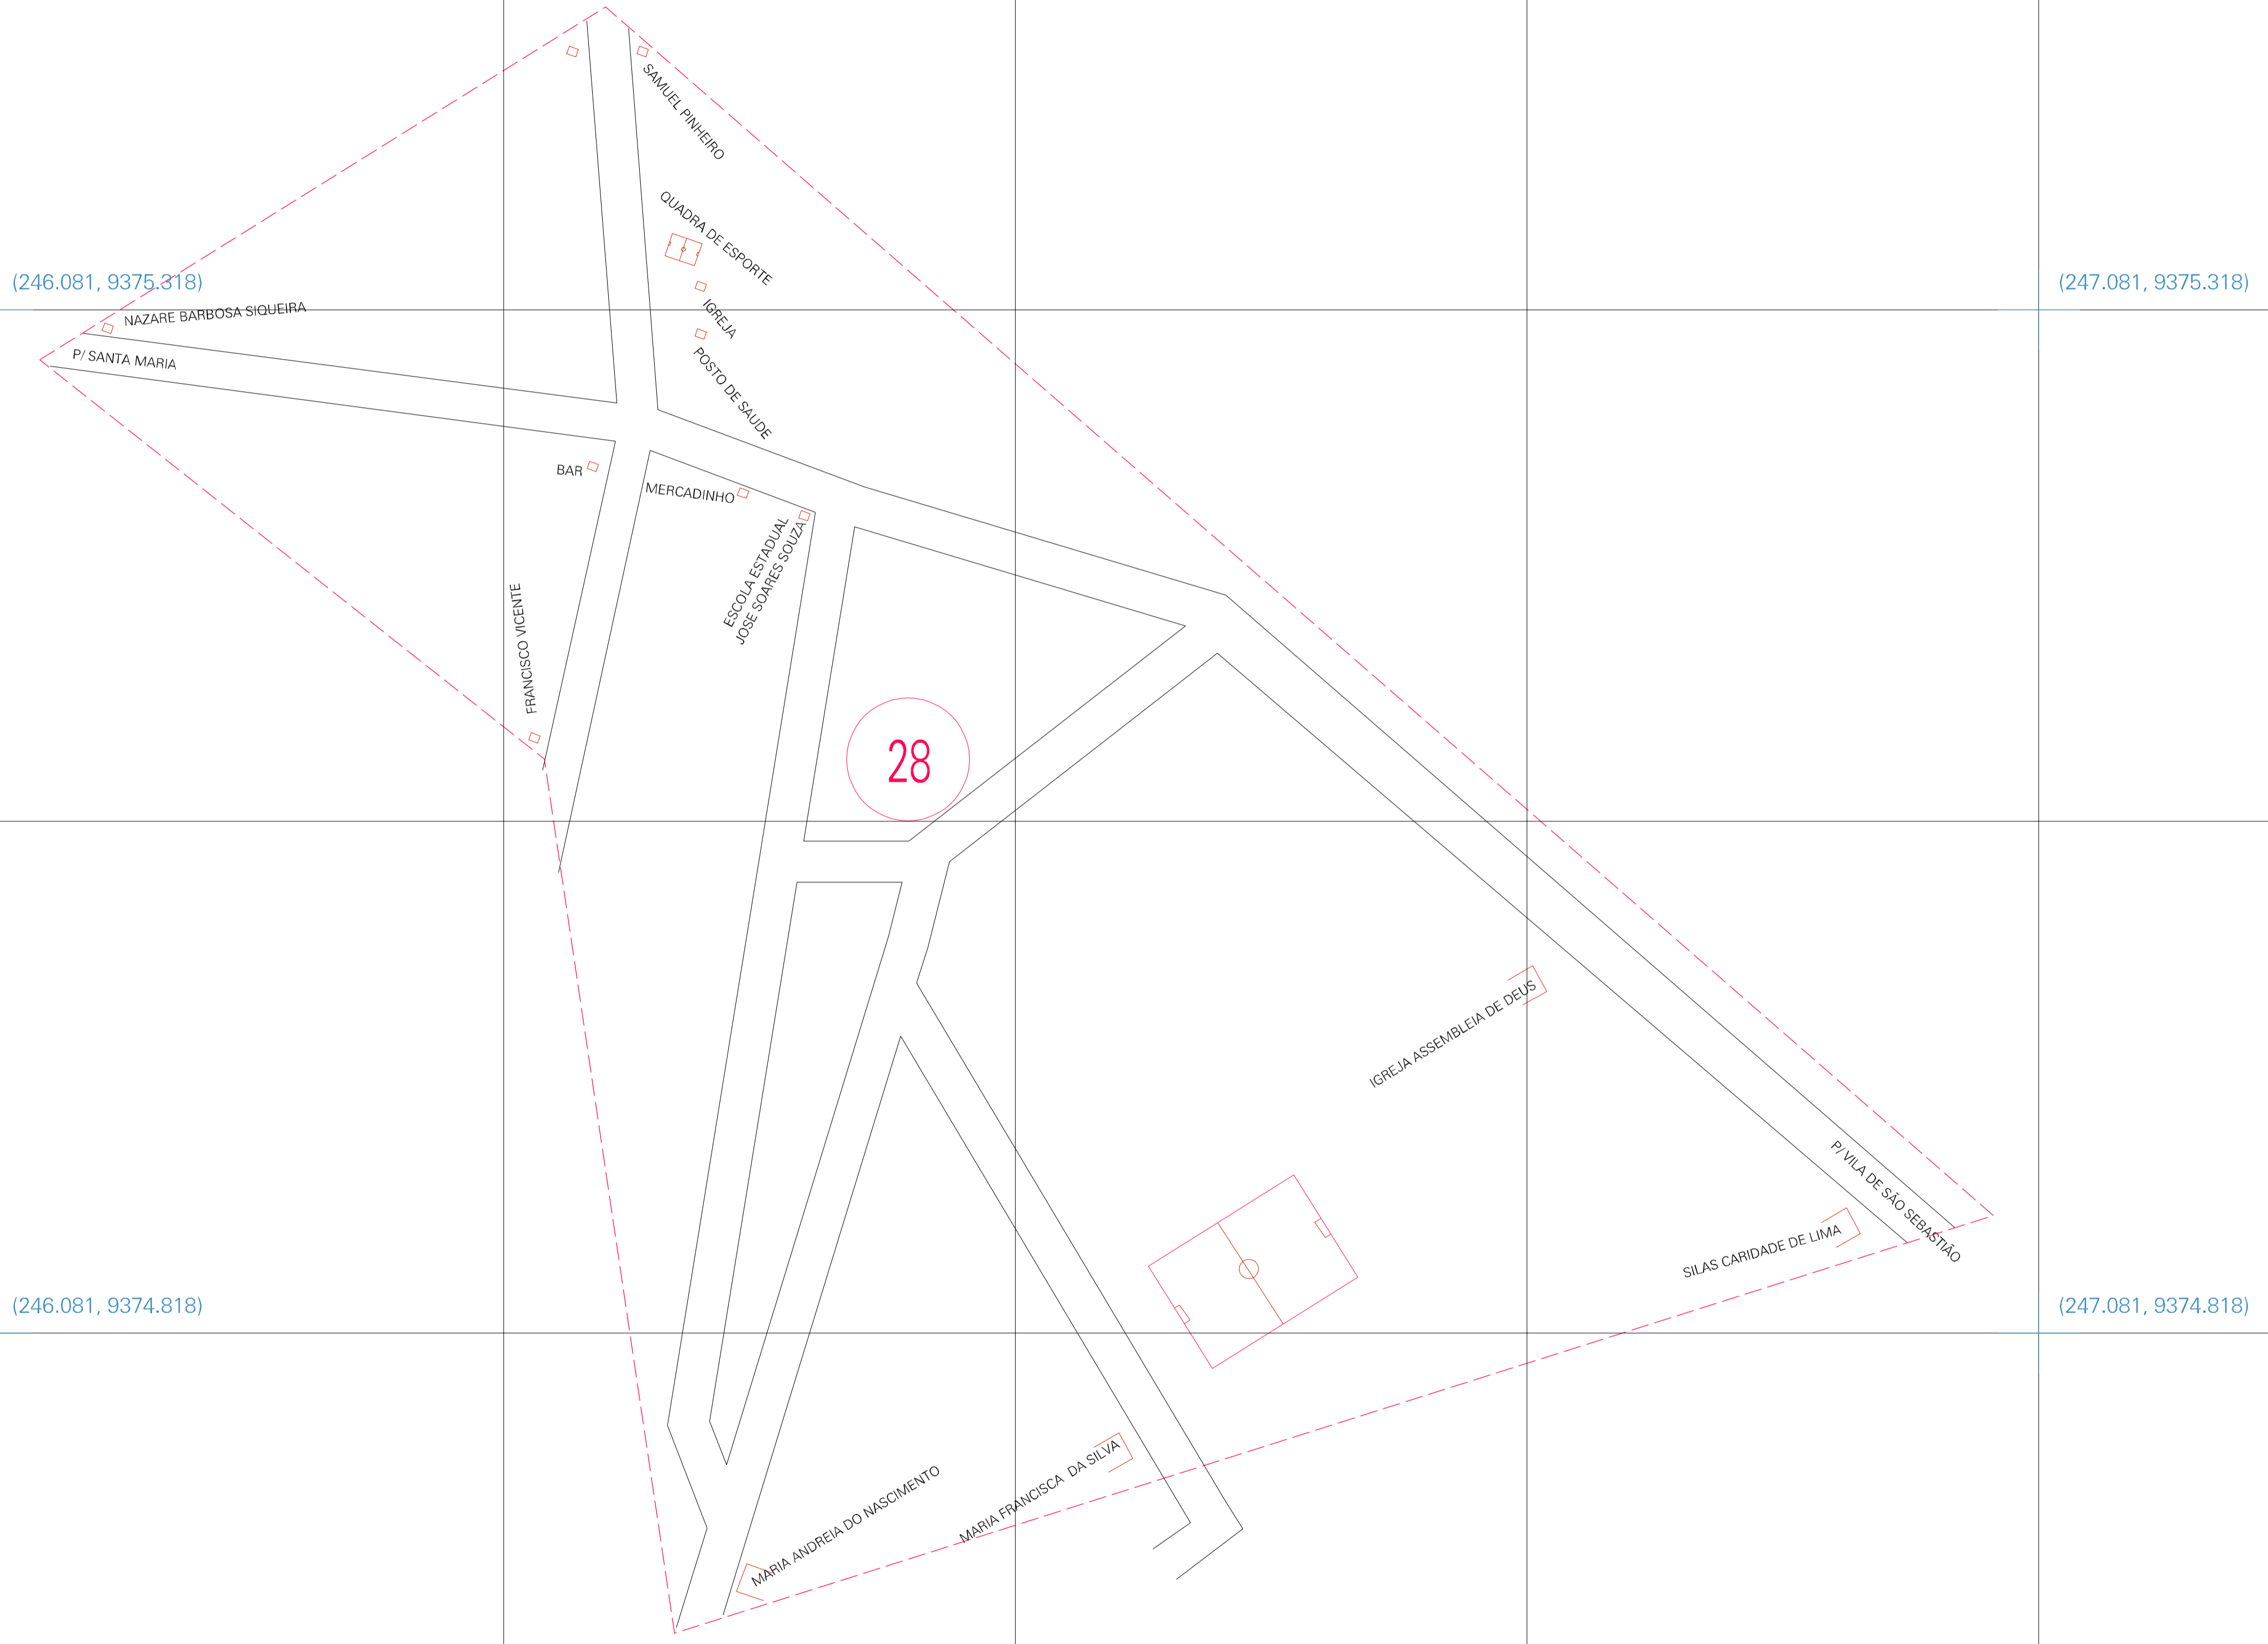 SAMUEL PINHEIRO
QUADRA DE ESPORTE
(246.081, 9375.318)
(247.081, 9375.318)
NAZARE BARBOSA SIQUEIRA
IGREJA
P/ SANTA MARIA
POSTO DE SAUDE
BAR
MERCADINHO
ESCOLA ESTADUAL
JOSE SOARES SOUZA
FRANCISCO VICENTE
28
IGREJA ASSEMBLEIA DE DEUS
P/ VILA DE SÃO SEBASTIÃO
SILAS CARIDADE DE LIMA
(246.081, 9374.818)
(247.081, 9374.818)
MARIA FRANCISCA DA SILVA
MARIA ANDREIA DO NASCIMENTO